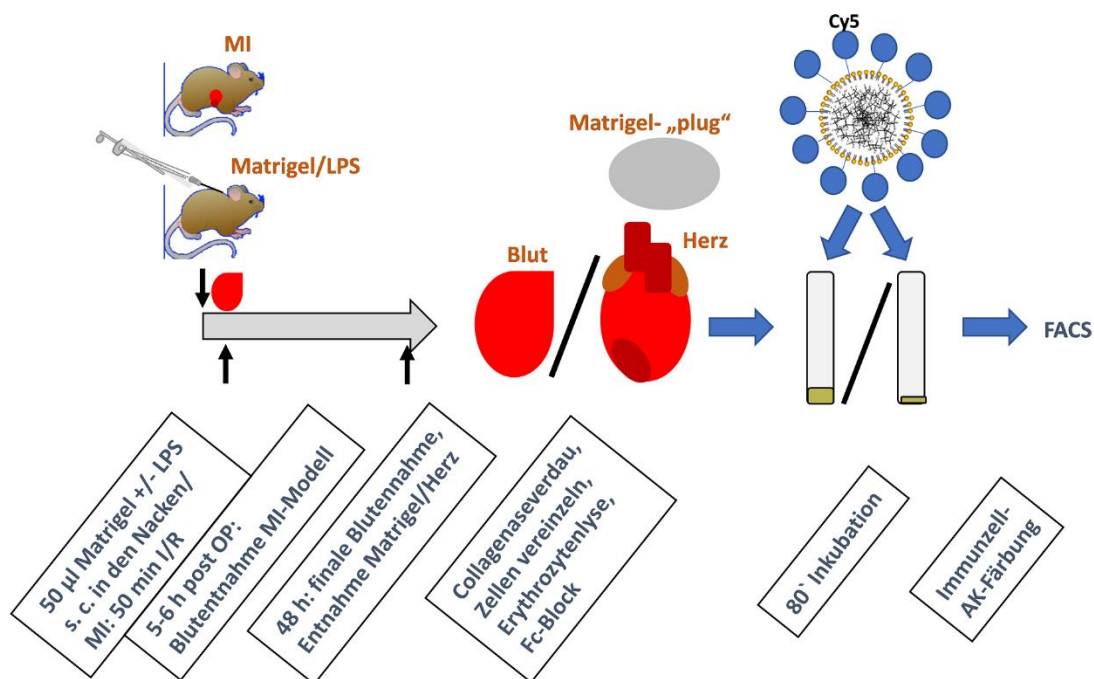 MI
Matrigel/LPS
Matrigel- „plug“
Blut
Herz
Cy5
FACS
50 µl Matrigel +/- LPS
s. c. in den Nacken/
MI: 50 min I/R
5-6 h post OP:
Blutentnahme MI-Modell
48 h: finale Blutennahme,
Entnahme Matrigel/Herz
Collagenaseverdau,
Zellen vereinzeln,
Erythrozytenlyse,
Fc-Block
80` Inkubation
Immunzell-
AK-Färbung